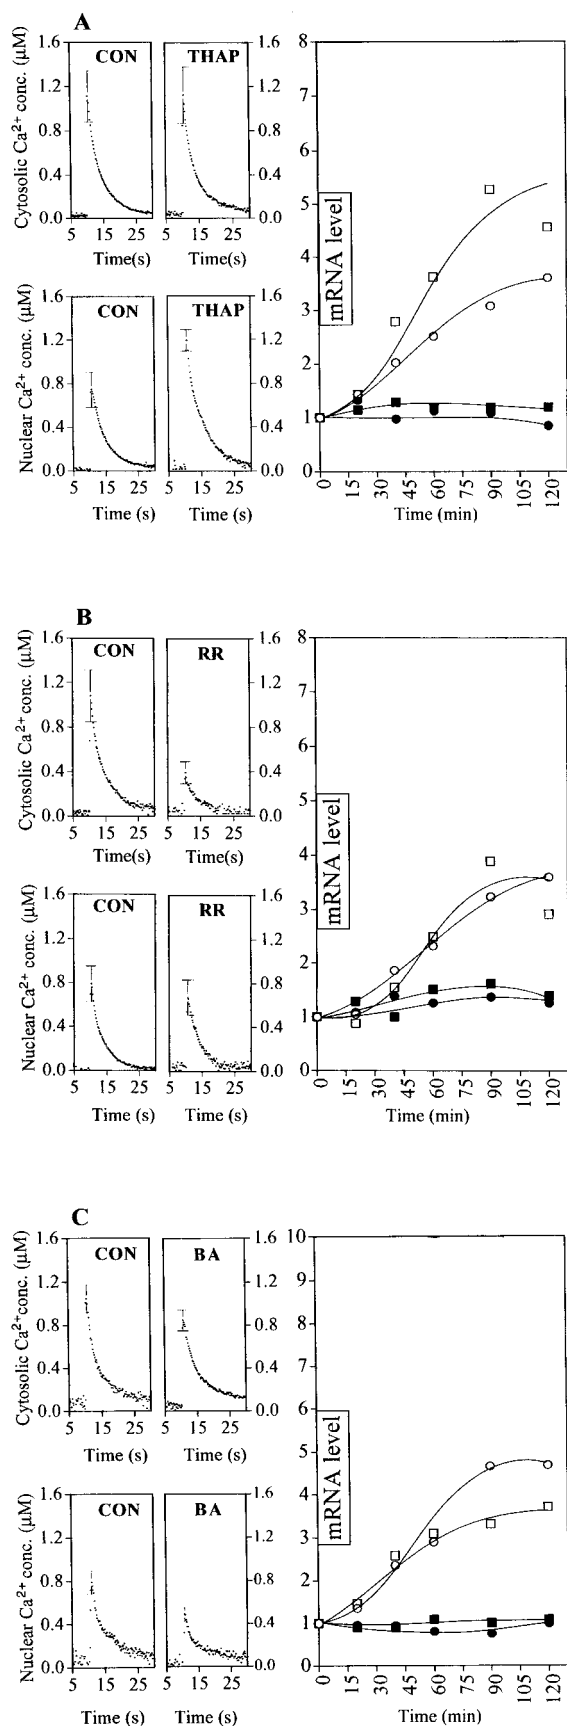 A
Cytosolic Ca2+ conc. (μM)
1.6
1.2
0.8
0.4
0.0
CON
THAP
1.6
1.2
0.8
0.4
0.0
5 15 25
5 15 25
Time(s)
Time(s)
Nuclear Ca2+ conc. (μM)
1.6
1.2
0.8
0.4
0.0
CON
THAP
1.6
1.2
0.8
0.4
0.0
5 15 25
5 15 25
Time (s)
Time (s)
mRNA level
8
7
6
5
4
3
2
1
0
0 15 30 45 60 75 90 105 120
Time (min)
B
Cytosolic Ca2+ conc. (μM)
1.6
1.2
0.8
0.4
0.0
CON
RR
1.6
1.2
0.8
0.4
0.0
5 15 25
5 15 25
Time(s)
Time(s)
Nuclear Ca2+ conc. (μM)
1.6
1.2
0.8
0.4
0.0
CON
RR
1.6
1.2
0.8
0.4
0.0
5 15 25
5 15 25
Time (s)
Time (s)
mRNA level
8
7
6
5
4
3
2
1
0
0 15 30 45 60 75 90 105 120
Time (min)
C
Cytosolic Ca2+conc. (μM)
1.6
1.2
0.8
0.4
0.0
CON
BA
1.6
1.2
0.8
0.4
0.0
5 15 25
5 15 25
Time (s)
Time (s)
Nuclear Ca2+ conc. (μM)
1.6
1.2
0.8
0.4
0.0
CON
BA
1.6
1.2
0.8
0.4
0.0
5 15 25
5 15 25
Time (s)
Time (s)
mRNA level
10
9
8
7
6
5
4
3
2
1
0
0 15 30 45 60 75 90 105 120
Time (min)